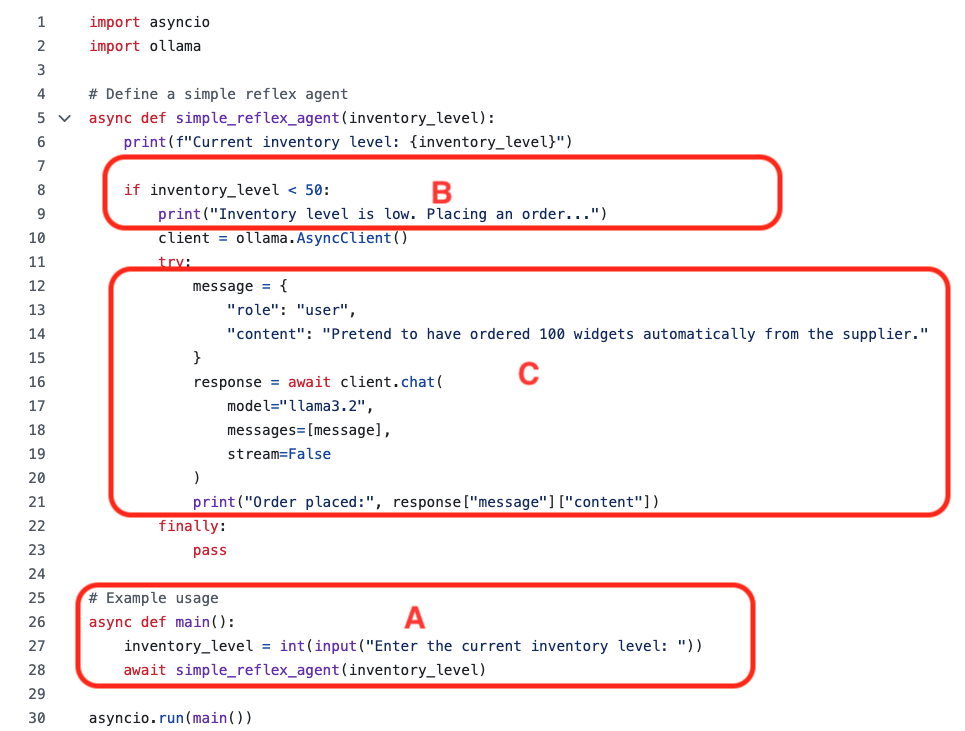 1 import asyncio
2 import ollama
3
4 # Define a simple reflex agent
5 async def simple_reflex_agent(inventory_level):
6     print(f"Current inventory level: {inventory_level}")
7
8     if inventory_level < 50:
B
9         print("Inventory level is low. Placing an order...")
10         client = ollama.AsyncClient()
11         try:
12             message = {
13                 "role": "user",
14                 "content": "Pretend to have ordered 100 widgets automatically from the supplier."
15             }
16             response = await client.chat(
C
17                 model="llama3.2",
18                 messages=[message],
19                 stream=False
20             )
21             print("Order placed:", response["message"]["content"])
22         finally:
23             pass
24
25 # Example usage
26 async def main():
A
27     inventory_level = int(input("Enter the current inventory level: "))
28     await simple_reflex_agent(inventory_level)
29
30 asyncio.run(main())